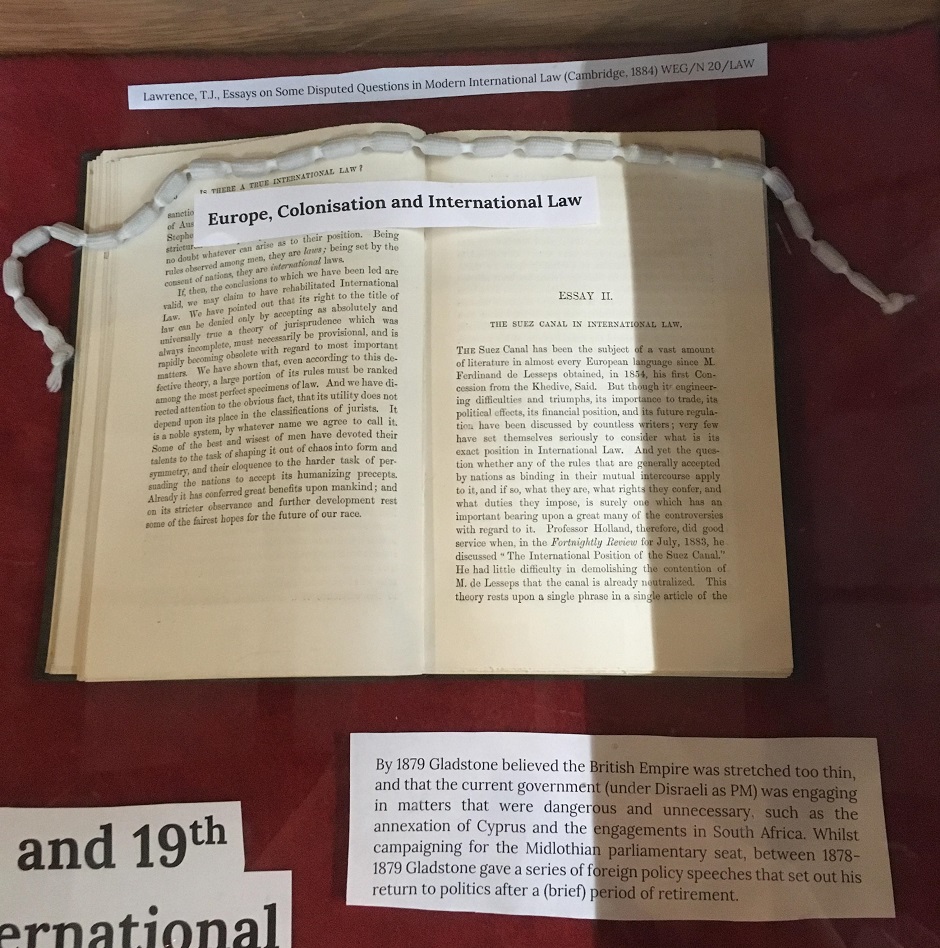 Lawrence, T.J., Essays on Some Disputed Questions in Modern International Law (Cambridge, 1884) WEG/N 20/LAW
IS THERE A TRUE INTERNATIONAL LAW?
Europe, Colonisation and International Law
sanctio
of Aus
Stephe
strictur position. Being
no doubt whatever can arise as to their position. Being
rules observed among men, they are laws; being set by the
consent of nations, they are international laws.
If, then, the conclusions to which we have been led are
valid, we may claim to have rehabilitated International
Law. We have pointed out that its right to the title of
law can be denied only by accepting as absolutely and
universally true a theory of jurisprudence which was
always incomplete, must necessarily be provisional, and is
rapidly becoming obsolete with regard to most important
matters. We have shown that, even according to this de-
fective theory, a large portion of its rules must be ranked
among the most perfect specimens of law. And we have di-
rected attention to the obvious fact, that its utility does not
depend upon its place in the classifications of jurists. It
is a noble system, by whatever name we agree to call it.
Some of the best and wisest of men have devoted their
talents to the task of shaping it out of chaos into form and
symmetry, and their eloquence to the harder task of per-
suading the nations to accept its humanizing precepts.
Already it has conferred great benefits upon mankind; and
on its stricter observance and further development rest
some of the fairest hopes for the future of our race.
ESSAY II.
THE SUEZ CANAL IN INTERNATIONAL LAW.
THE Suez Canal has been the subject of a vast amount
of literature in almost every European language since M.
Ferdinand de Lesseps obtained, in 1854, his first Con-
cession from the Khedive, Said. But though its engineer-
ing difficulties and triumphs, its importance to trade, its
political effects, its financial position, and its future regula-
tion have been discussed by countless writers; very few
have set themselves seriously to consider what is its
exact position in International Law. And yet the ques-
tion whether any of the rules that are generally accepted
by nations as binding in their mutual intercourse apply
to it, and if so, what they are, what rights they confer, and
what duties they impose, is surely one which has an
important bearing upon a great many of the controversies
with regard to it. Professor Holland, therefore, did good
service when, in the Fortnightly Review for July, 1883, he
discussed "The International Position of the Suez Canal."
He had little difficulty in demolishing the contention of
M. de Lesseps that the canal is already neutralized. This
theory rests upon a single phrase in a single article of the
By 1879 Gladstone believed the British Empire was stretched too thin,
and that the current government (under Disraeli as PM) was engaging
in matters that were dangerous and unnecessary, such as the
annexation of Cyprus and the engagements in South Africa. Whilst
campaigning for the Midlothian parliamentary seat, between 1878-
1879 Gladstone gave a series of foreign policy speeches that set out his
return to politics after a (brief) period of retirement.
and 19th
ernational